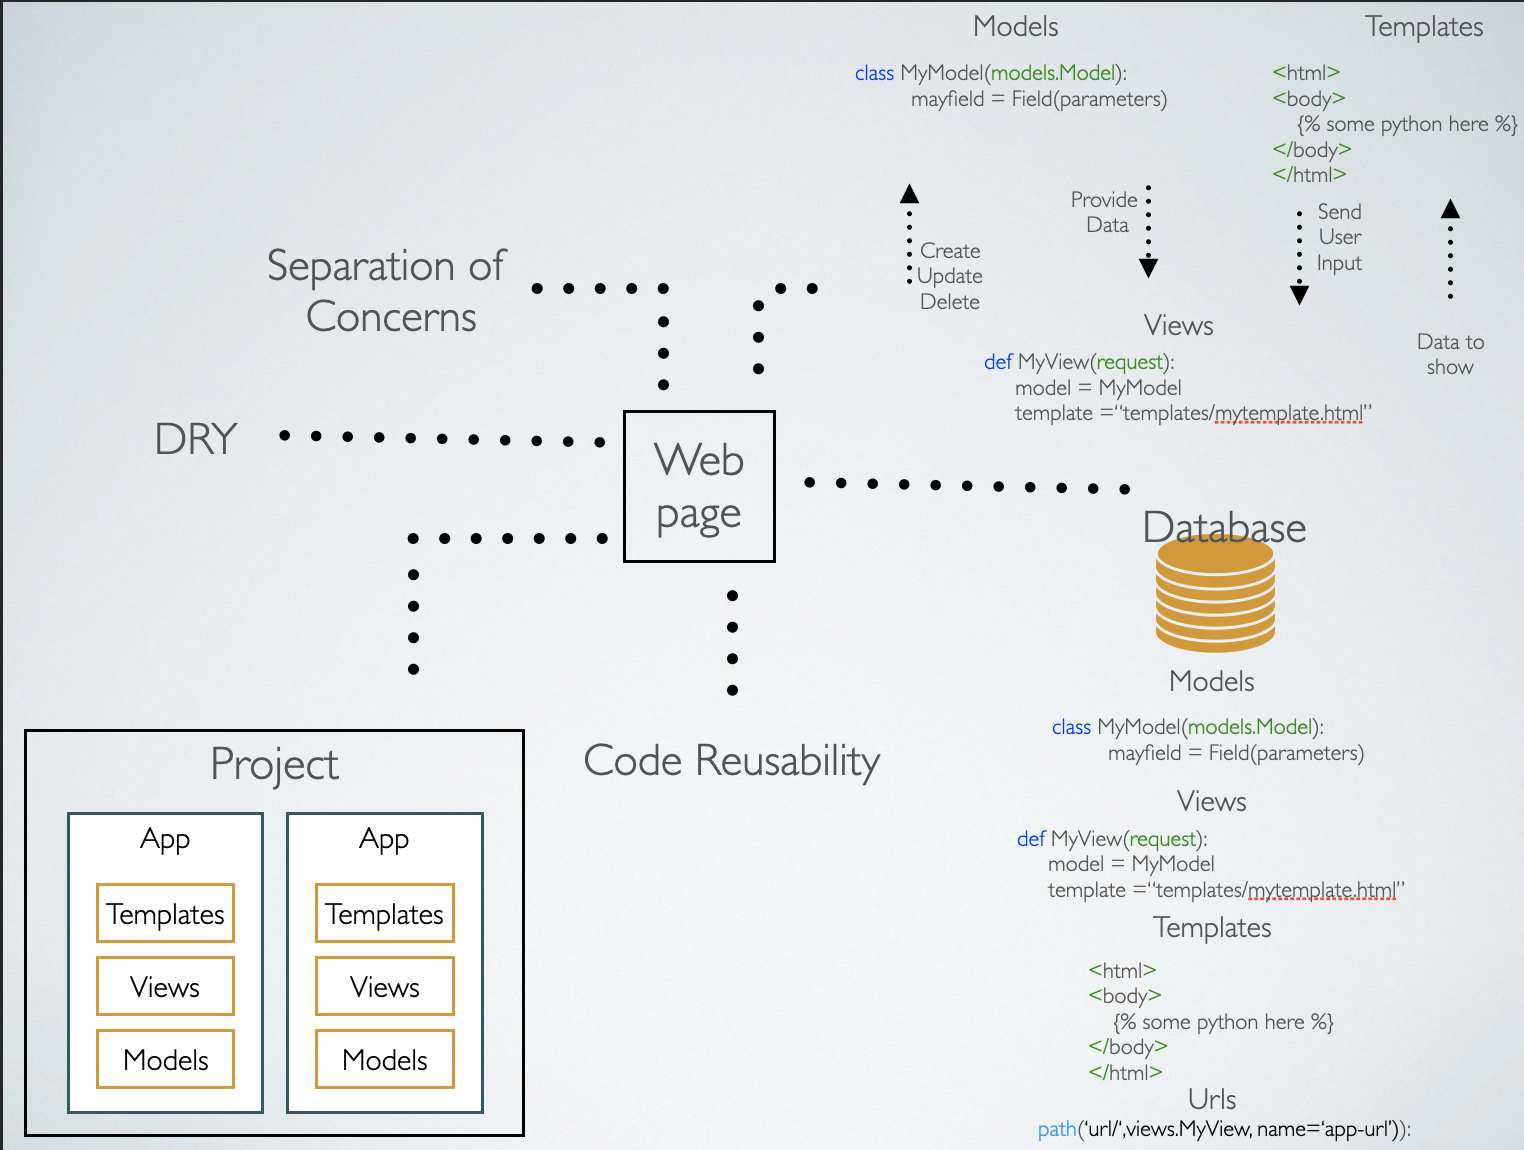 Models
class MyModel(models.Model):
mayfield = Field(parameters)
Templates
<html>
<body>
{% some python here %}
</body>
</html>
Create
Update
Delete
Provide
Data
Send
User
Input
Data to
show
Views
def MyView(request):
model = MyModel
template =“templates/mytemplate.html”
Separation of
Concerns
DRY
Web
page
Database
Models
class MyModel(models.Model):
mayfield = Field(parameters)
Views
def MyView(request):
model = MyModel
template =“templates/mytemplate.html”
Templates
<html>
<body>
{% some python here %}
</body>
</html>
Urls
path(‘url/‘,views.MyView, name=‘app-url’)):
Code Reusability
Project
App
Templates
Views
Models
App
Templates
Views
Models